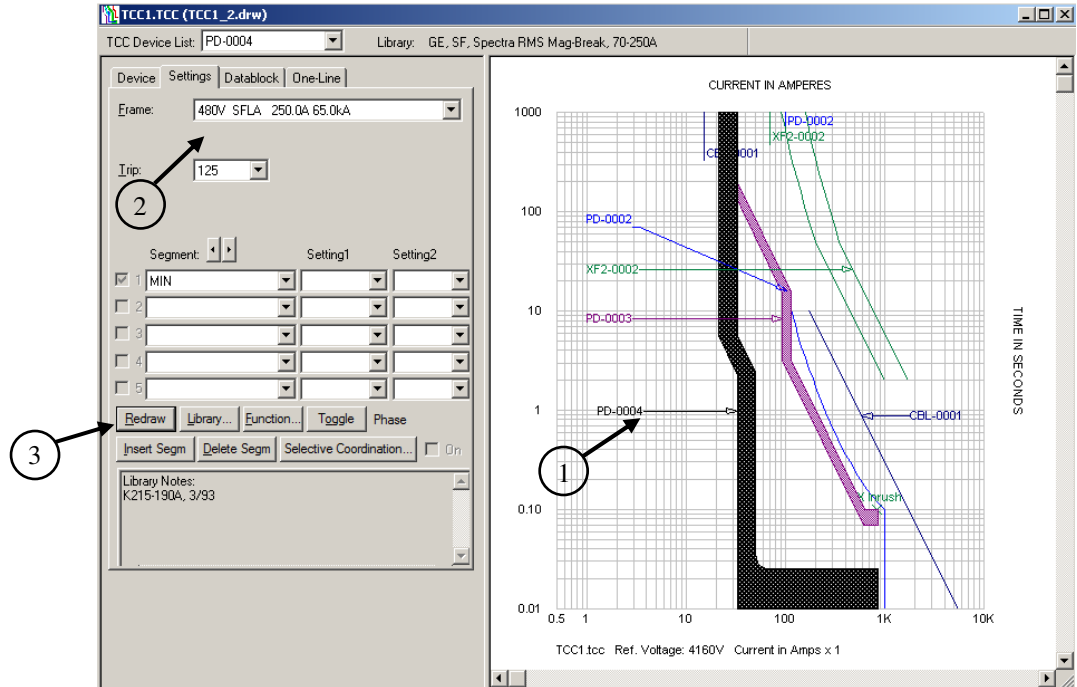 TCC1.TCC (TCC1_2.drw)
TCC Device List: PD-0004 Library: GE, SF, Spectra RMS Mag-Break, 70-250A
Device Settings Datablock One-Line
Frame: 480V SFLA 250.0A 65.0kA
Trip: 125
2
Segment: Setting1 Setting2
1 MIN
2
3
4
5
Redraw Library... Function... Toggle Phase
3
Insert Segm Delete Segm Selective Coordination... On
Library Notes:
K215-190A, 3/93
CURRENT IN AMPERES
1000
100
10
1
0.10
0.01
PD-0002
XF2-0002
CBL-0001
PD-0002
XF2-0002
PD-0003
PD-0004
CBL-0001
1
X Inrush
TIME IN SECONDS
0.5 1 10 100 1K 10K
TCC1.tcc Ref. Voltage: 4160V Current in Amps x 1